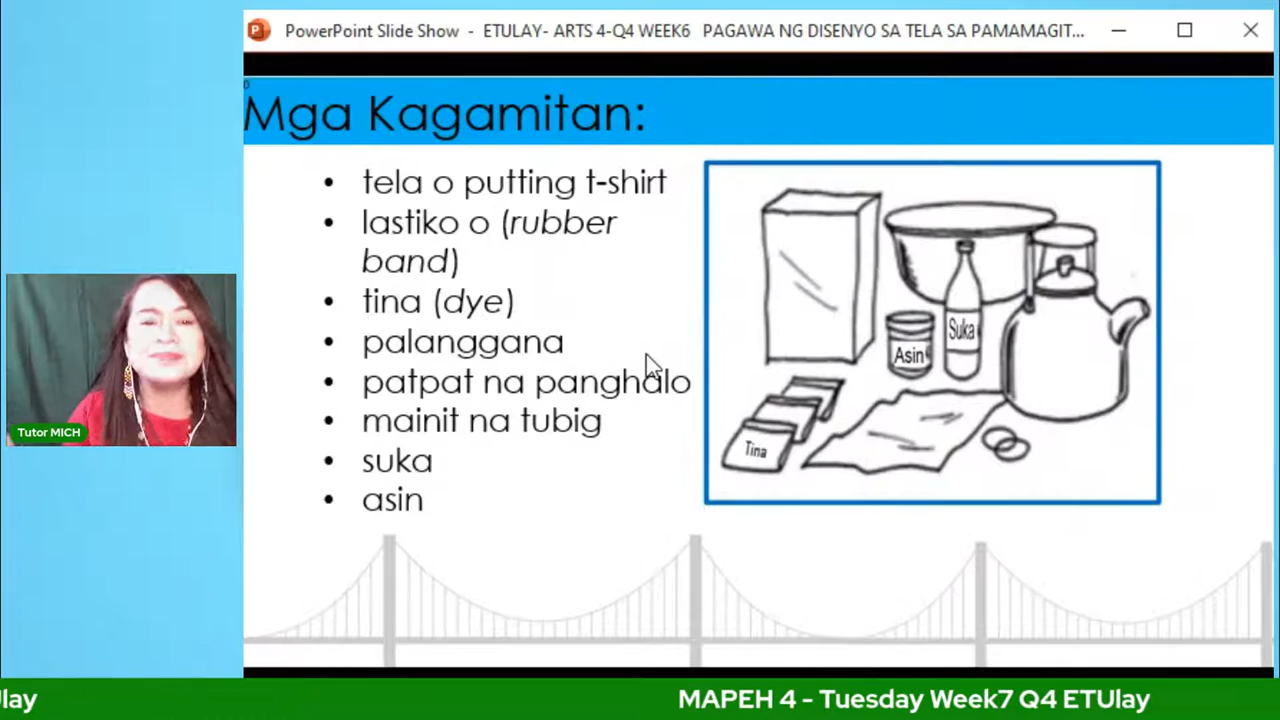 PowerPoint Slide Show - ETULAY- ARTS 4-Q4 WEEK6 PAGAWA NG DISENYO SA TELA SA PAMAMAGIT...
0
Mga Kagamitan:
• tela o putting t-shirt
• lastiko o (rubber
band)
• tina (dye)
• palanggana
• patpat na panghalo
• mainit na tubig
• suka
• asin
Suka
Asin
Tina
Tutor MICH
lay MAPEH 4 - Tuesday Week7 Q4 ETUlay